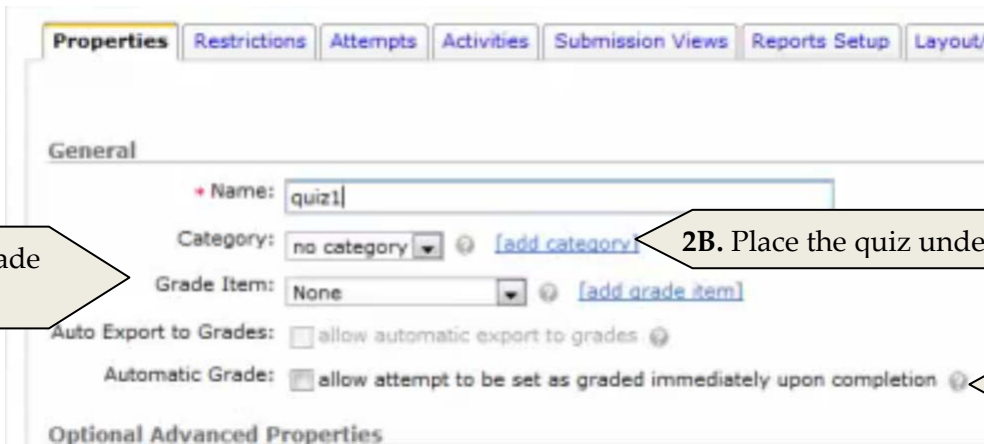 Properties Restrictions Attempts Activities Submission Views Reports Setup Layout/
General
* Name: quiz1
Category: no category [add category] 2B. Place the quiz unde
ade
Grade Item: None [add grade item]
Auto Export to Grades: allow automatic export to grades
Automatic Grade: allow attempt to be set as graded immediately upon completion
Optional Advanced Properties